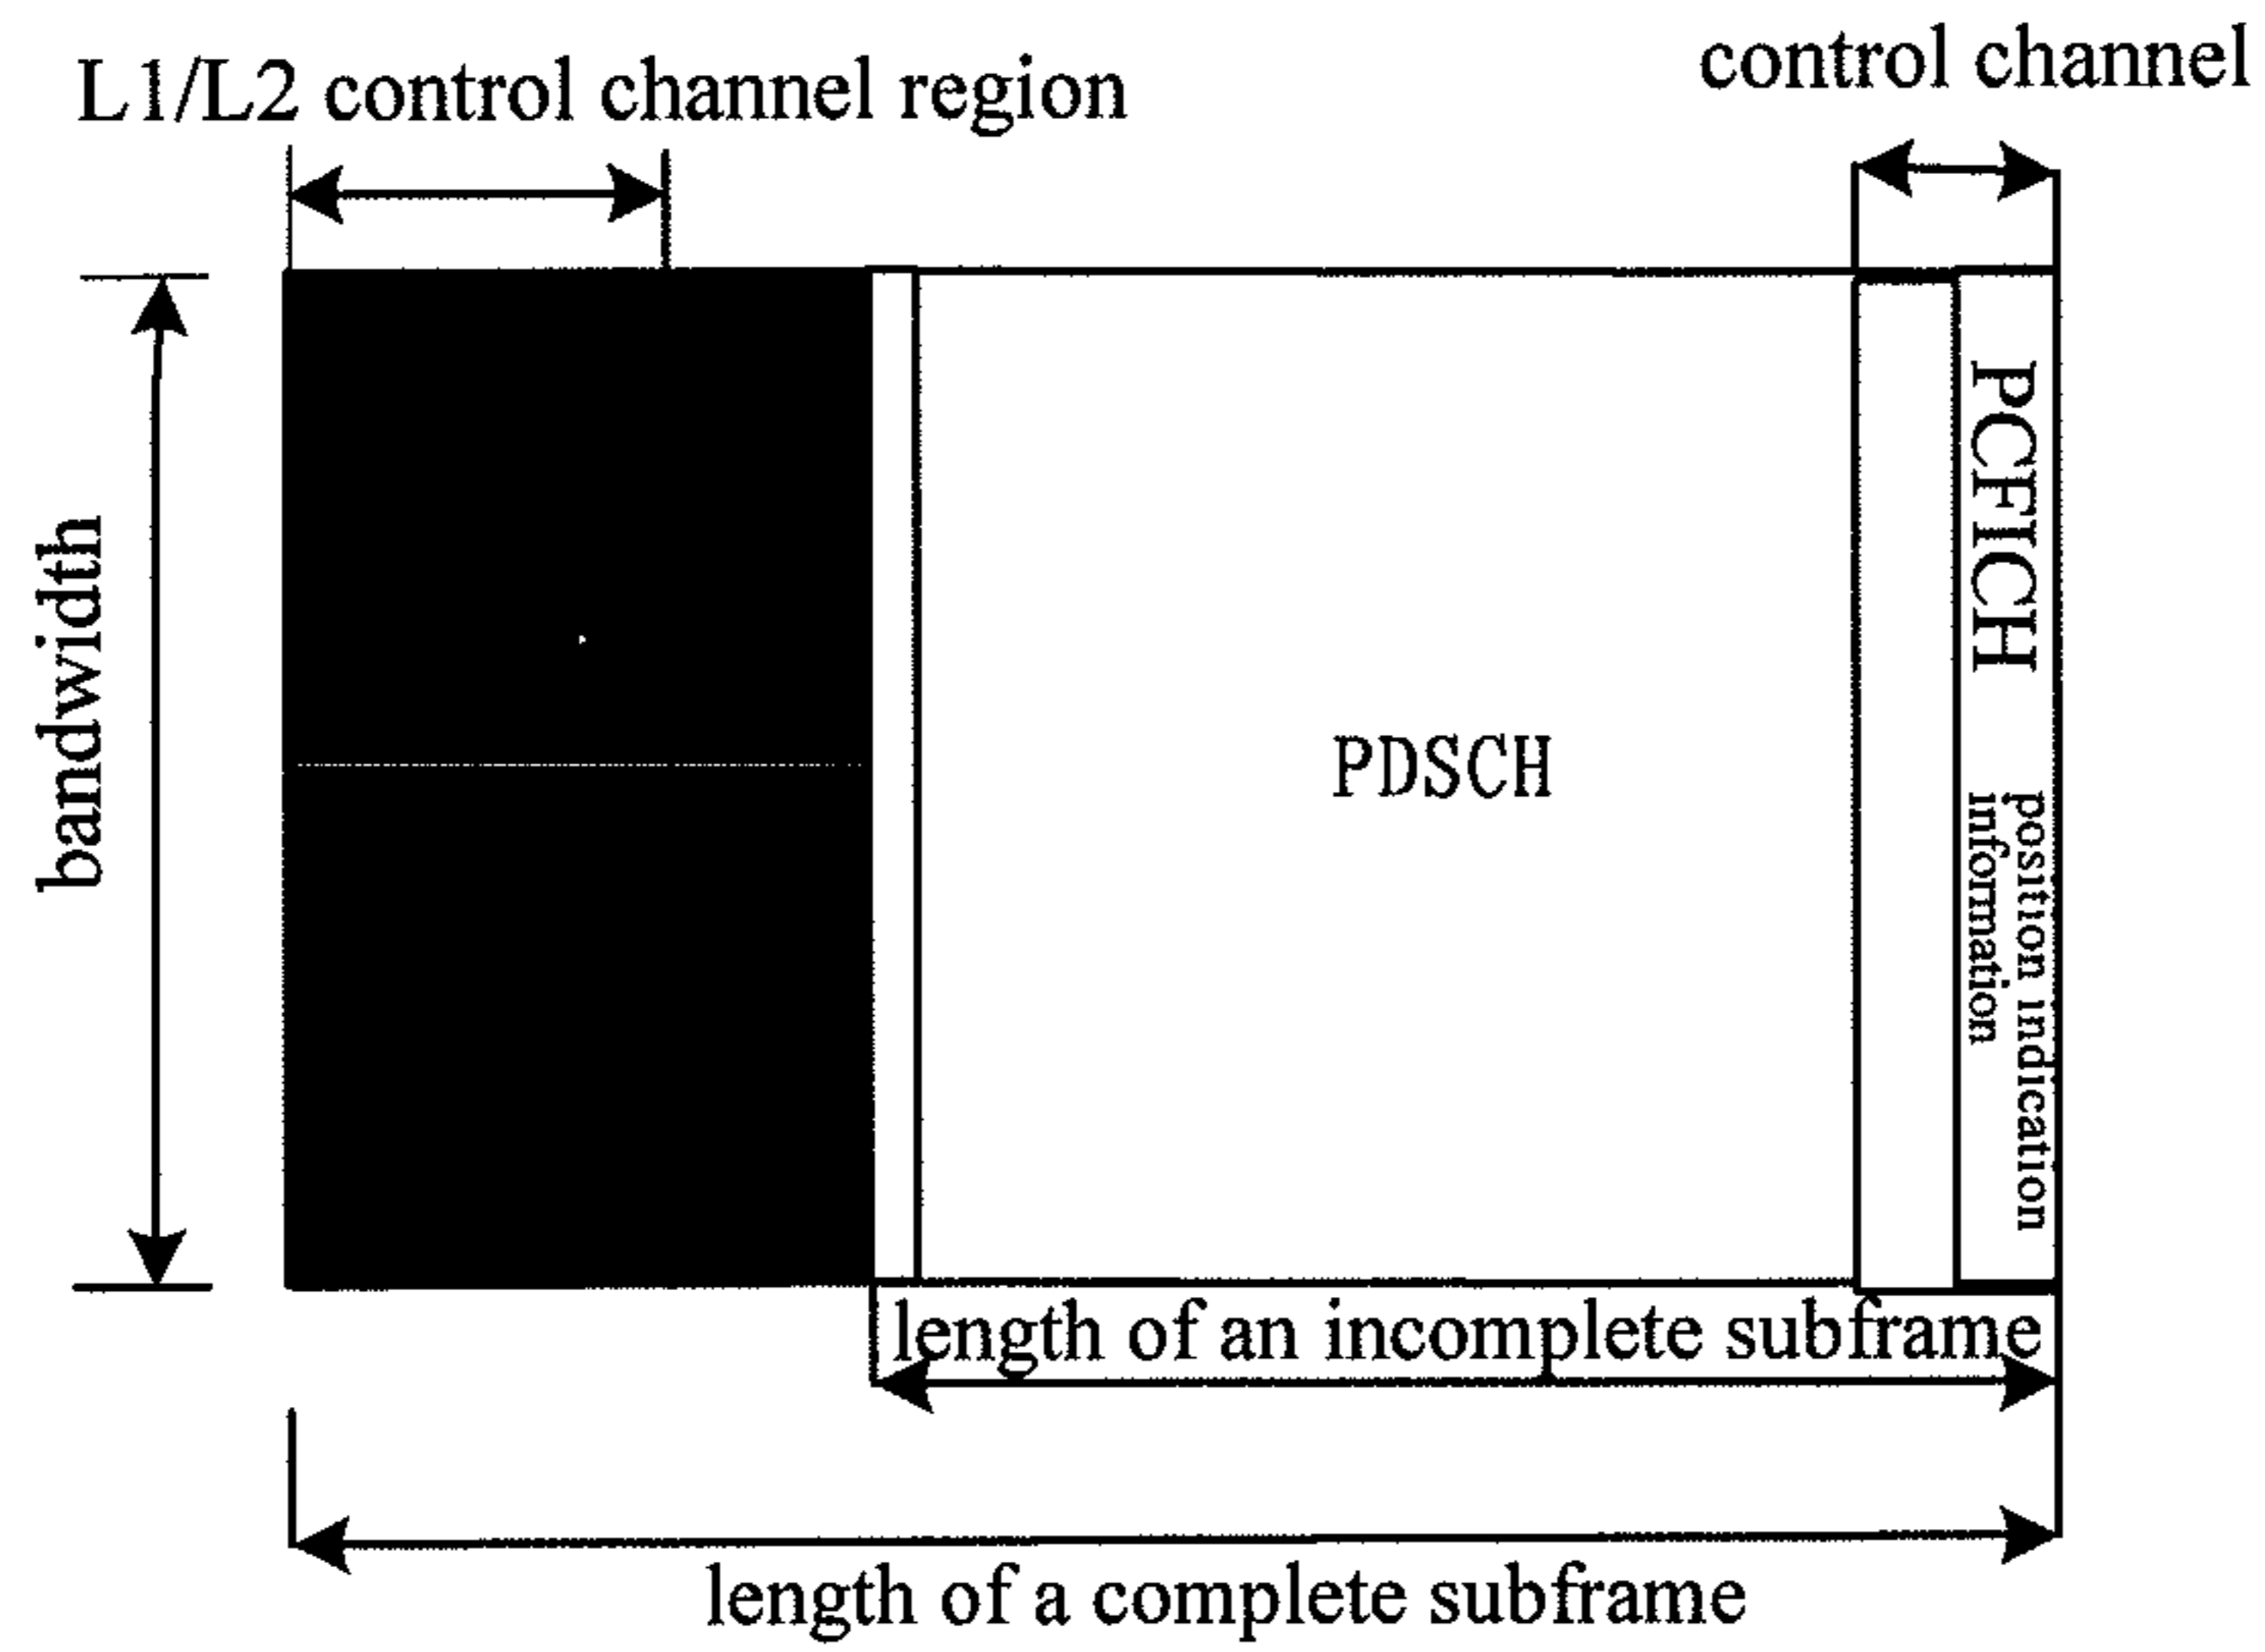 control channel
L1/L2 control channel region
bandwidth
PDSCH
PCFICH
position indication
information
length of an incomplete subframe
length of a complete subframe